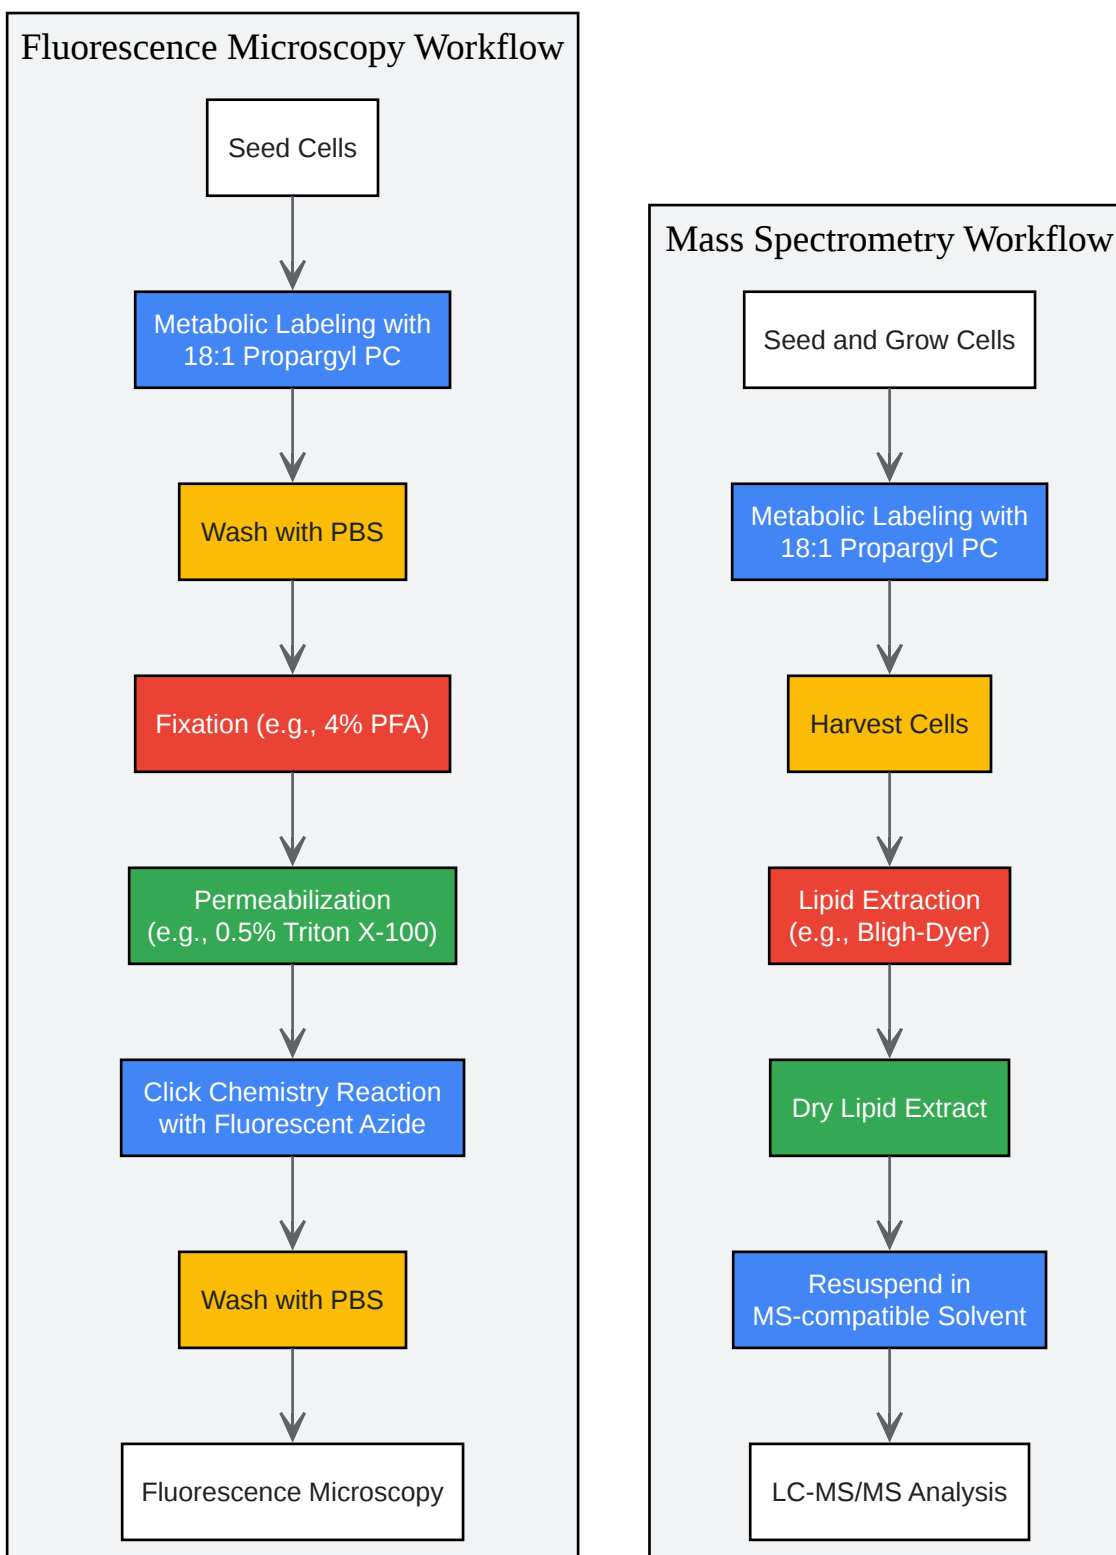 Fluorescence Microscopy Workflow
Seed Cells
Metabolic Labeling with
18:1 Propargyl PC
Wash with PBS
Fixation (e.g., 4% PFA)
Permeabilization
(e.g., 0.5% Triton X-100)
Click Chemistry Reaction
with Fluorescent Azide
Wash with PBS
Fluorescence Microscopy
Mass Spectrometry Workflow
Seed and Grow Cells
Metabolic Labeling with
18:1 Propargyl PC
Harvest Cells
Lipid Extraction
(e.g., Bligh-Dyer)
Dry Lipid Extract
Resuspend in
MS-compatible Solvent
LC-MS/MS Analysis